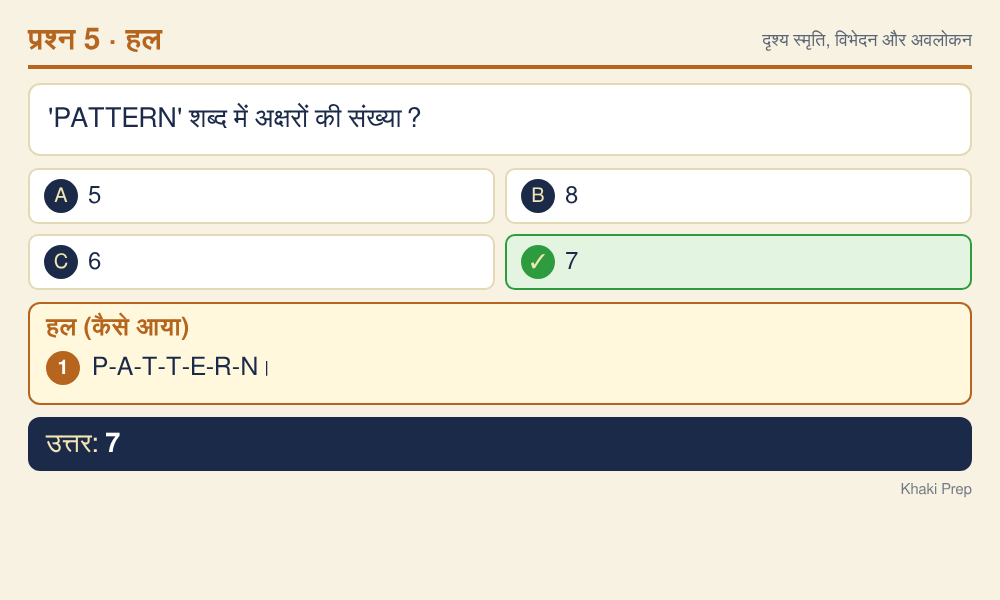 प्रश्न 5 · हल
दृश्य स्मृति, विभेदन और अवलोकन
'PATTERN' शब्द में अक्षरों की संख्या ?
A 5
B 8
C 6
✓ 7
हल (कैसे आया)
1 P-A-T-T-E-R-N।
उत्तर: 7
Khaki Prep